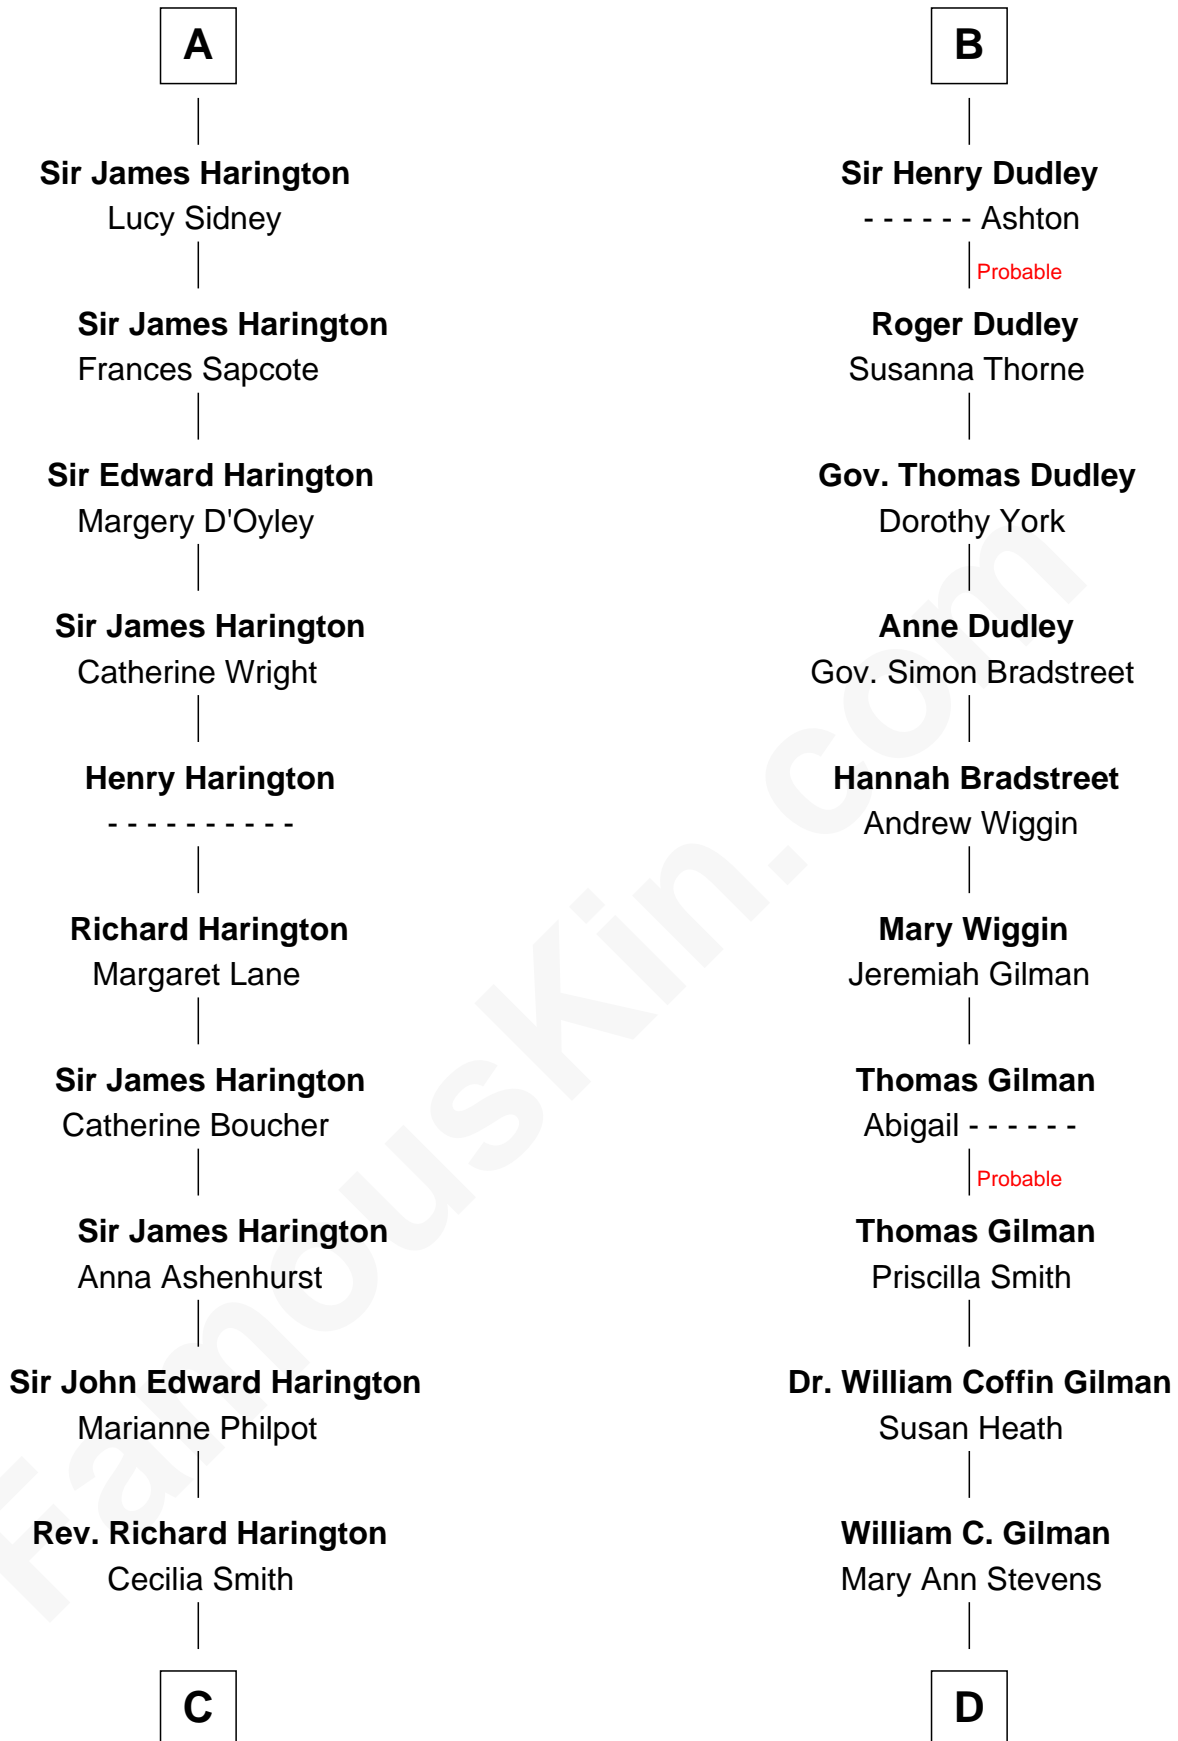 A
Sir James Harington
Lucy Sidney
Sir James Harington
Frances Sapcote
Sir Edward Harington
Margery D'Oyley
Sir James Harington
Catherine Wright
Henry Harington
- - - - - - - - - -
Richard Harington
Margaret Lane
Sir James Harington
Catherine Boucher
Sir James Harington
Anna Ashenhurst
Sir John Edward Harington
Marianne Philpot
Rev. Richard Harington
Cecilia Smith
C
B
Sir Henry Dudley
- - - - - - Ashton
Probable
Roger Dudley
Susanna Thorne
Gov. Thomas Dudley
Dorothy York
Anne Dudley
Gov. Simon Bradstreet
Hannah Bradstreet
Andrew Wiggin
Mary Wiggin
Jeremiah Gilman
Thomas Gilman
Abigail - - - - - -
Probable
Thomas Gilman
Priscilla Smith
Dr. William Coffin Gilman
Susan Heath
William C. Gilman
Mary Ann Stevens
D
FamousKin.com